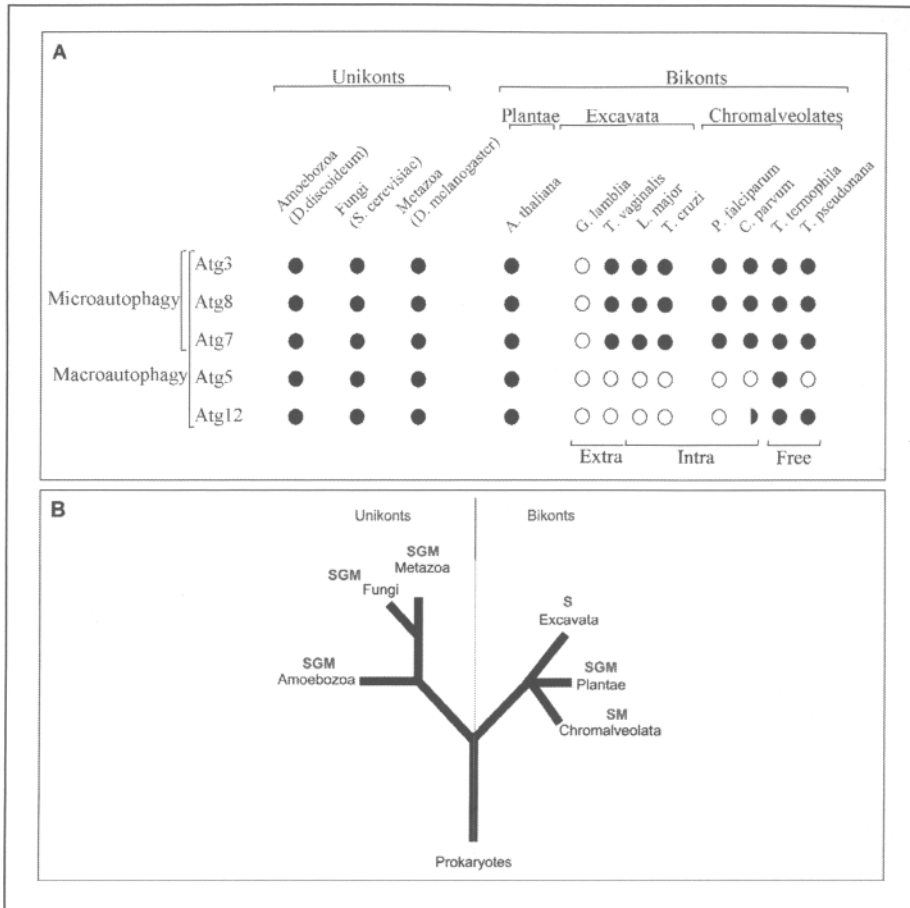 A
Unikonts Bikonts
Plantae Excavata Chromalveolates
Amoebozoa
(D.discoideum)
Fungi
(S. cerevisiae)
Metazoa
(D. melanogaster)
A. thaliana
G. lamblia
T. vaginalis
L. major
T. cruzi
P. falciparum
C. parvum
T. termophila
T. pseudonana
Atg3
Microautophagy Atg8
Atg7
Macroautophagy Atg5
Atg12
Extra Intra Free
B
Unikonts Bikonts
SGM
Metazoa
SGM
Fungi
S
Excavata
SGM
Amoebozoa
SGM
Plantae
SM
Chromalveolata
Prokaryotes